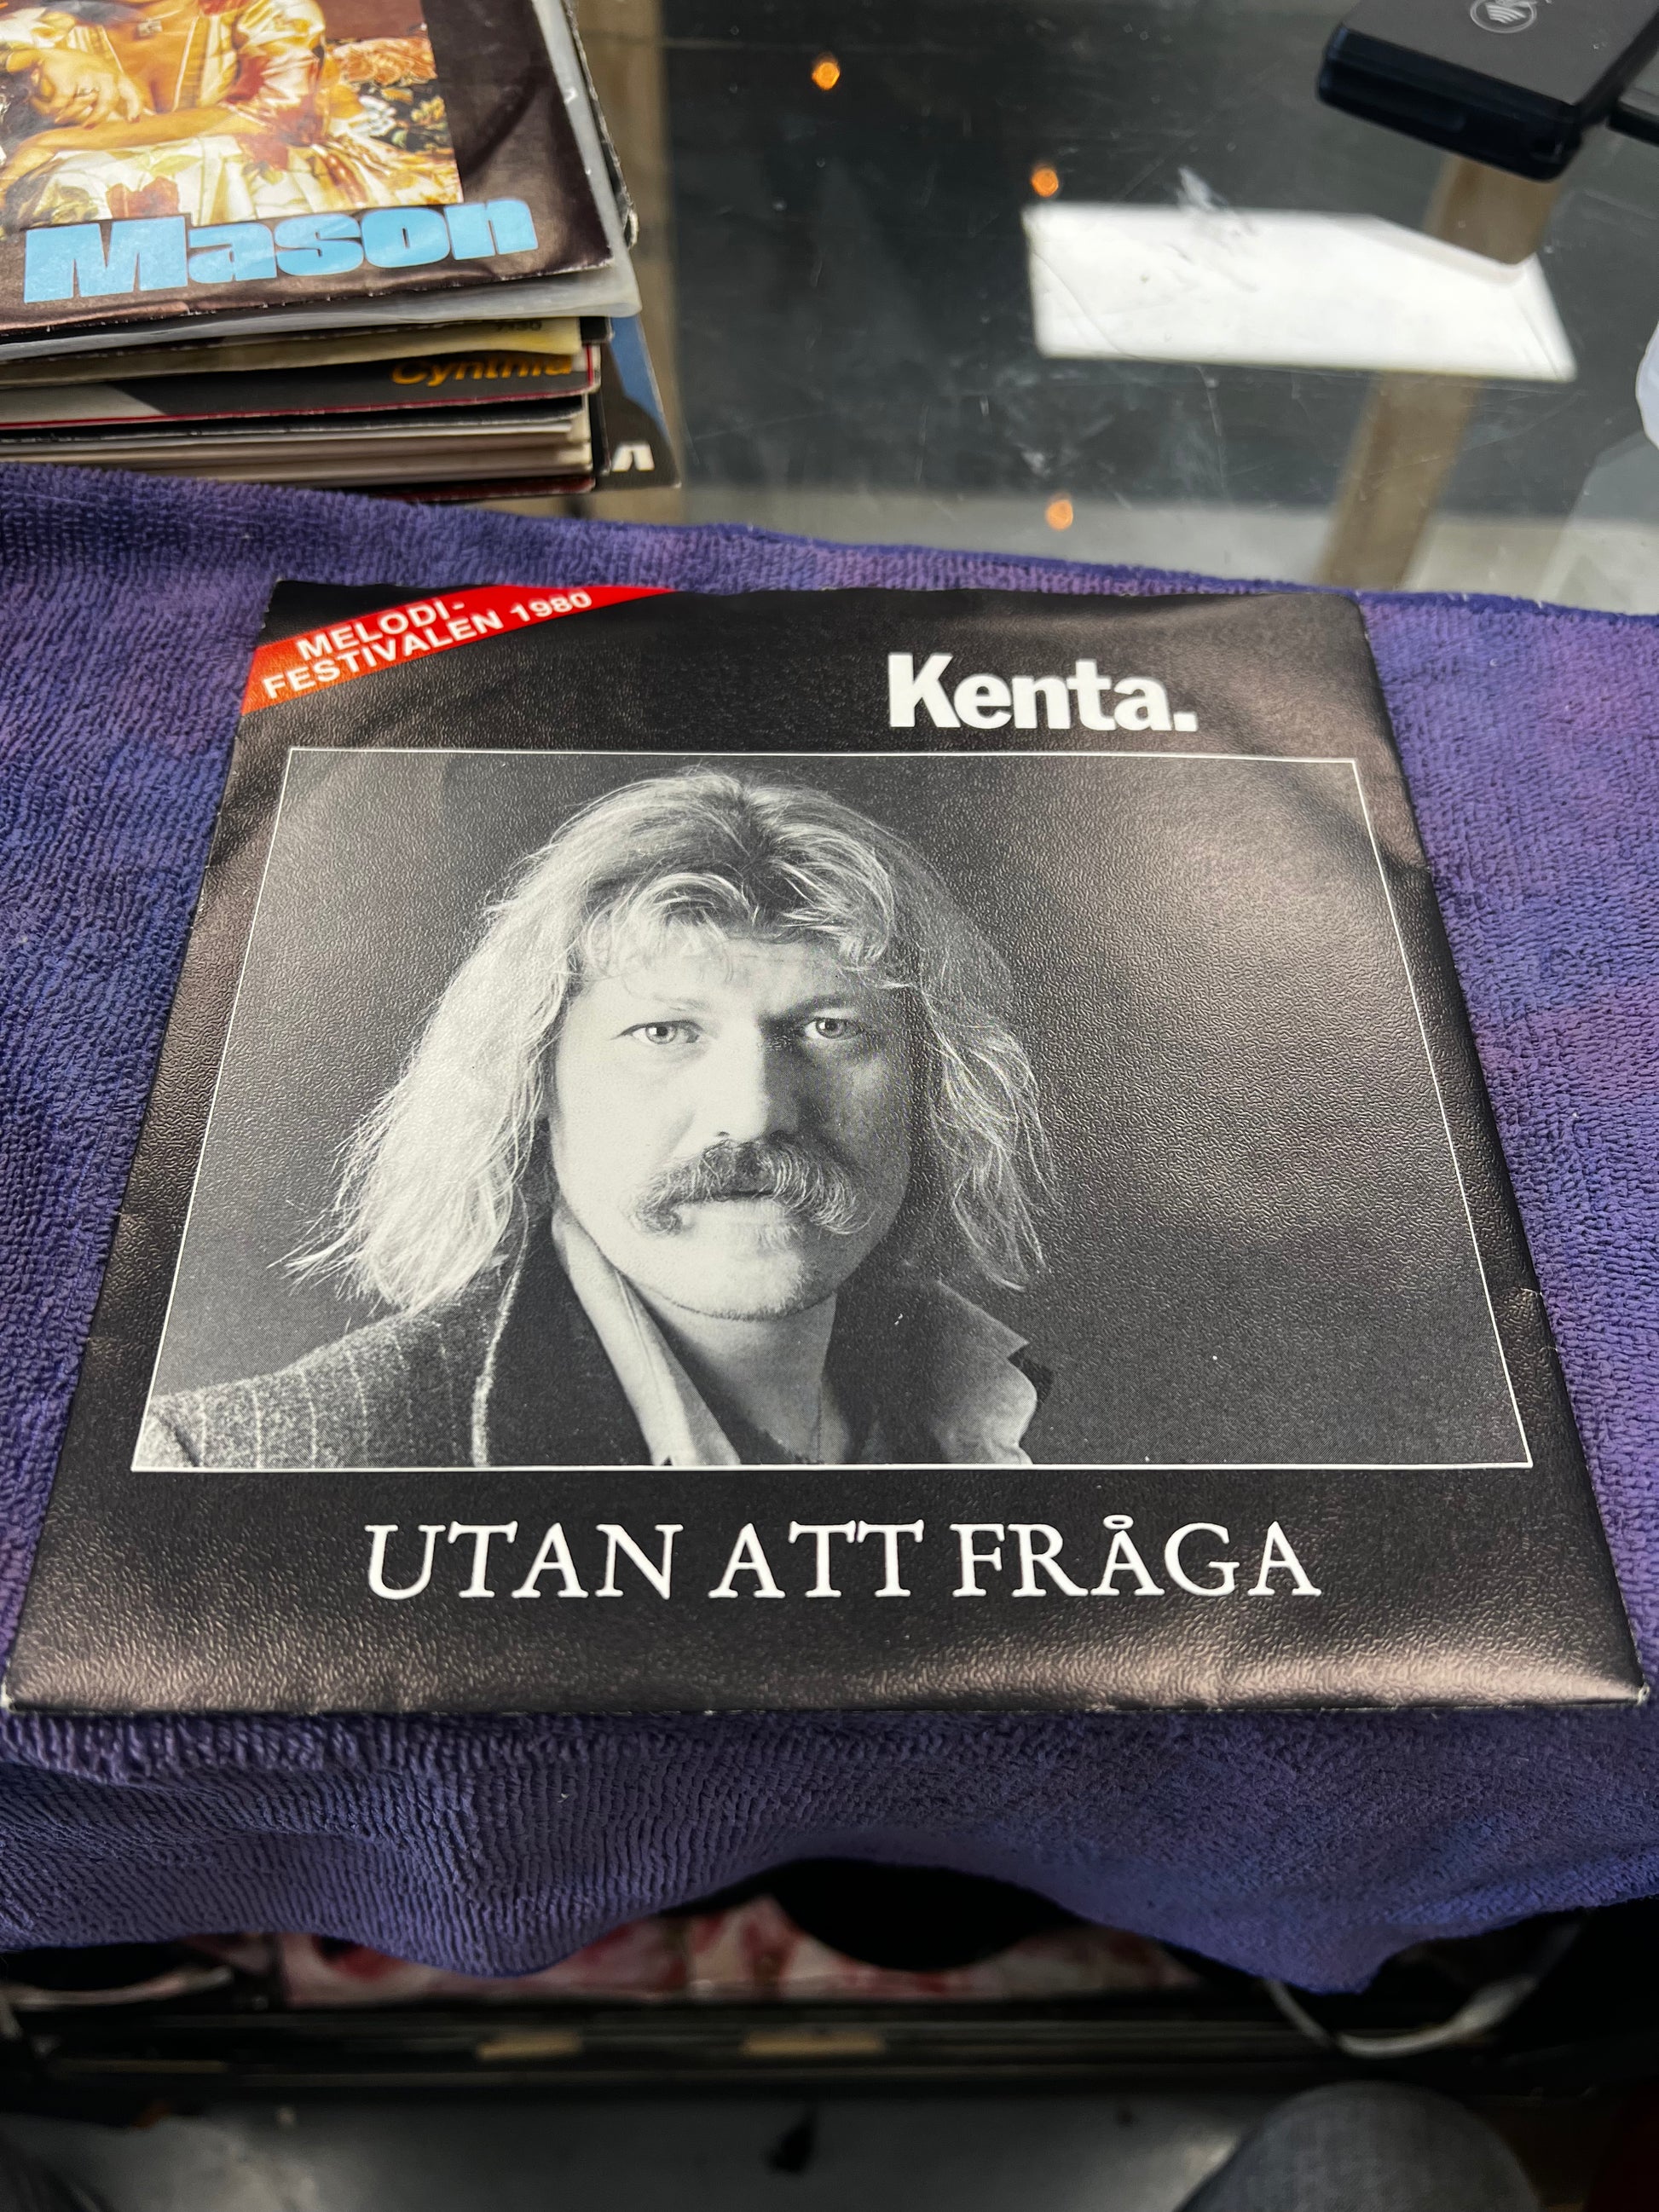 Mason
Cynthia
MELODI-
FESTIVALEN 1980
Kenta.
UTAN ATT FRÅGA